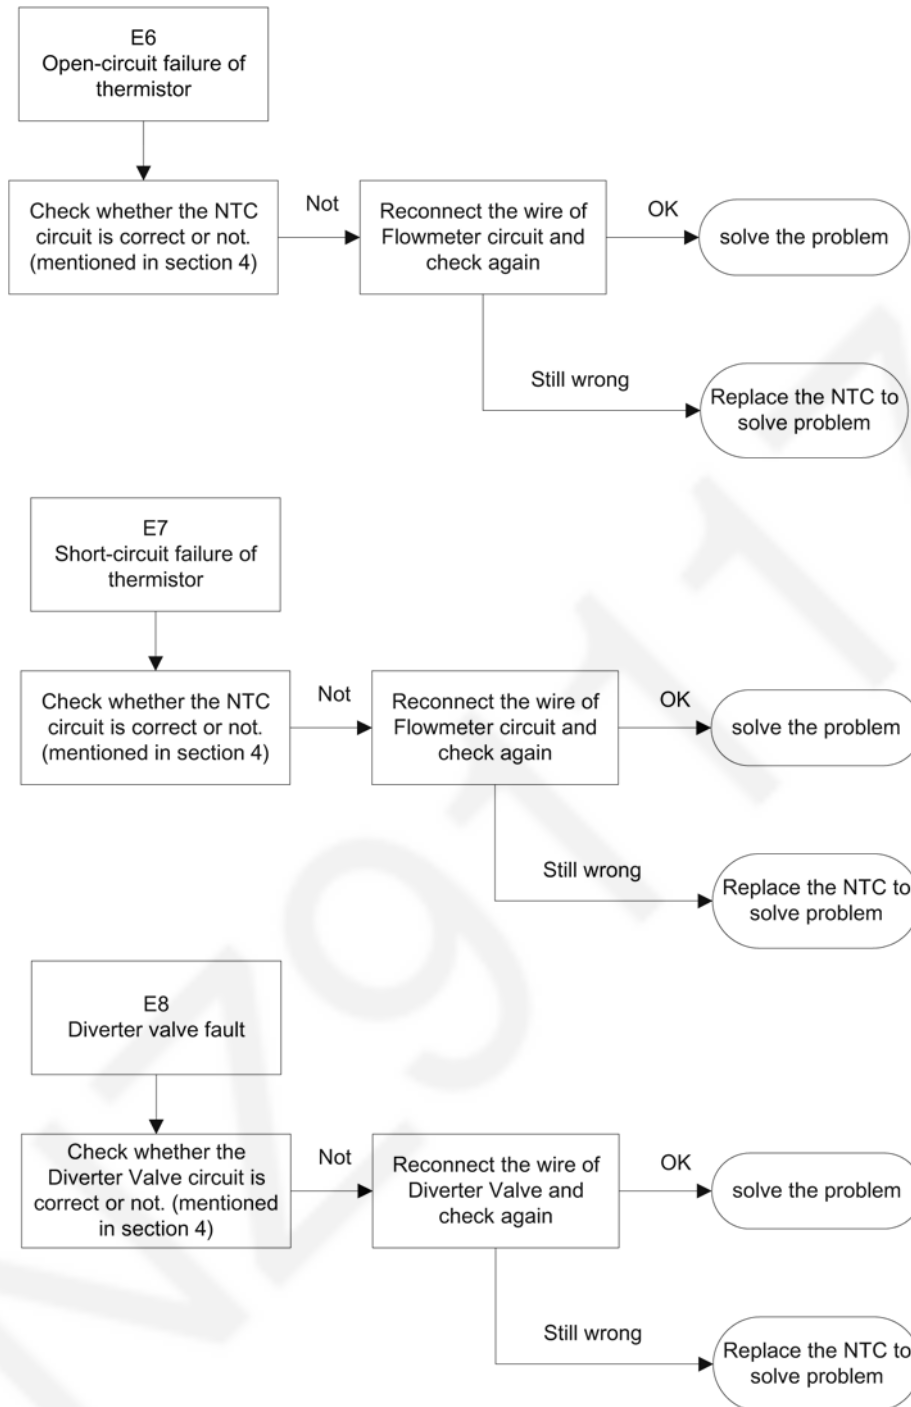 E6
Open-circuit failure of
thermistor
Check whether the NTC
circuit is correct or not.
(mentioned in section 4)
Not
Reconnect the wire of
Flowmeter circuit and
check again
OK
solve the problem
Still wrong
Replace the NTC to
solve problem
E7
Short-circuit failure of
thermistor
Check whether the NTC
circuit is correct or not.
(mentioned in section 4)
Not
Reconnect the wire of
Flowmeter circuit and
check again
OK
solve the problem
Still wrong
Replace the NTC to
solve problem
E8
Diverter valve fault
Check whether the
Diverter Valve circuit is
correct or not. (mentioned
in section 4)
Not
Reconnect the wire of
Diverter Valve and
check again
OK
solve the problem
Still wrong
Replace the NTC to
solve problem